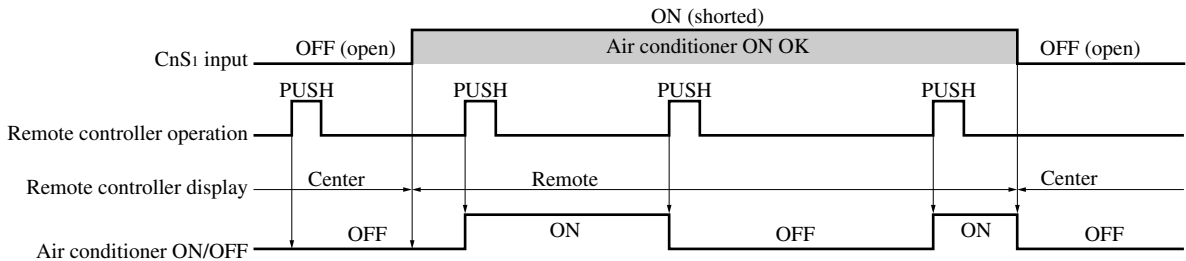 ON (shorted)
CnS1 input OFF (open) Air conditioner ON OK OFF (open)
PUSH PUSH PUSH PUSH
Remote controller operation
Remote controller display Center Remote Center
Air conditioner ON/OFF OFF ON OFF ON OFF